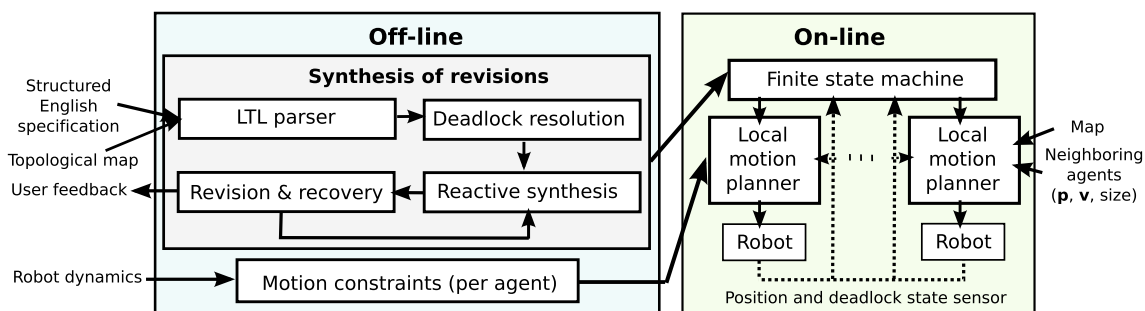 Off-line
Synthesis of revisions
Structured
English
specification
Topological map
User feedback
Robot dynamics
LTL parser
Deadlock resolution
Revision & recovery
Reactive synthesis
Motion constraints (per agent)
On-line
Finite state machine
Local
motion
planner
Local
motion
planner
Robot
Robot
Position and deadlock state sensor
Map
Neighboring
agents
(p, v, size)